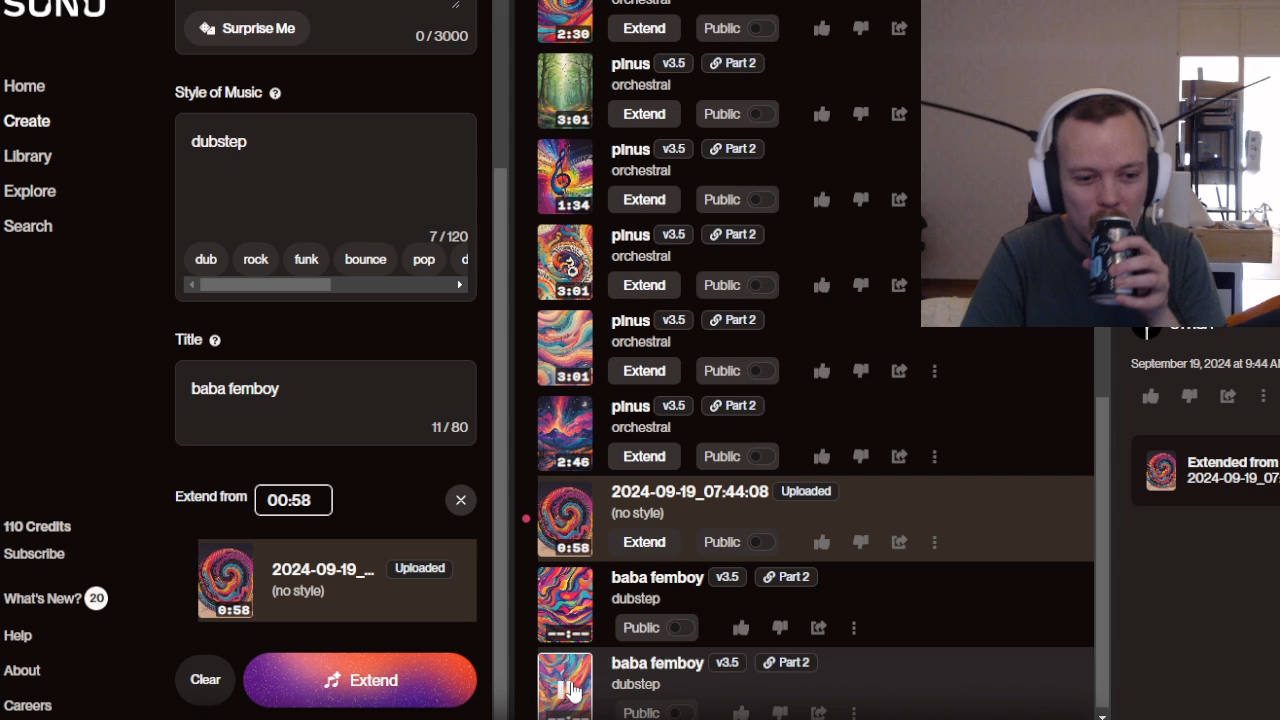 SUNO
Surprise Me
0 / 3000
Home
Create
Library
Explore
Search
Style of Music
dubstep
7 / 120
dub
rock
funk
bounce
pop
d
Title
baba femboy
11 / 80
Extend from
00:58
110 Credits
Subscribe
What's New? 20
Help
About
Careers
0:58
2024-09-19_...
Uploaded
(no style)
Clear
Extend
orchestral
2:30
Extend
Public
pInus v3.5 Part 2
orchestral
3:01
Extend
Public
pInus v3.5 Part 2
orchestral
1:34
Extend
Public
pInus v3.5 Part 2
orchestral
3:01
Extend
Public
pInus v3.5 Part 2
orchestral
3:01
Extend
Public
pInus v3.5 Part 2
orchestral
2:46
Extend
Public
2024-09-19_07:44:08 Uploaded
(no style)
0:58
Extend
Public
baba femboy v3.5 Part 2
dubstep
--:--
Public
baba femboy v3.5 Part 2
dubstep
Public
September 19, 2024 at 9:44 A
Extended from
2024-09-19_07: